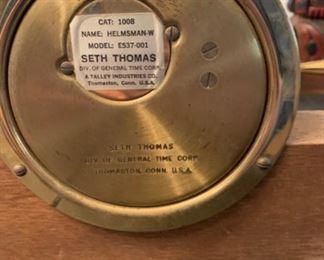 CAT: 1008
NAME: HELMSMAN-W
MODEL: E537-001
SETH THOMAS
DIV. OF GENERAL TIME CORP.
A TALLEY INDUSTRIES CO.
Thomaston, Conn. U.S.A.
SETH THOMAS
DIV. OF GENERAL TIME CORP.
THOMASTON, CONN. U.S.A.